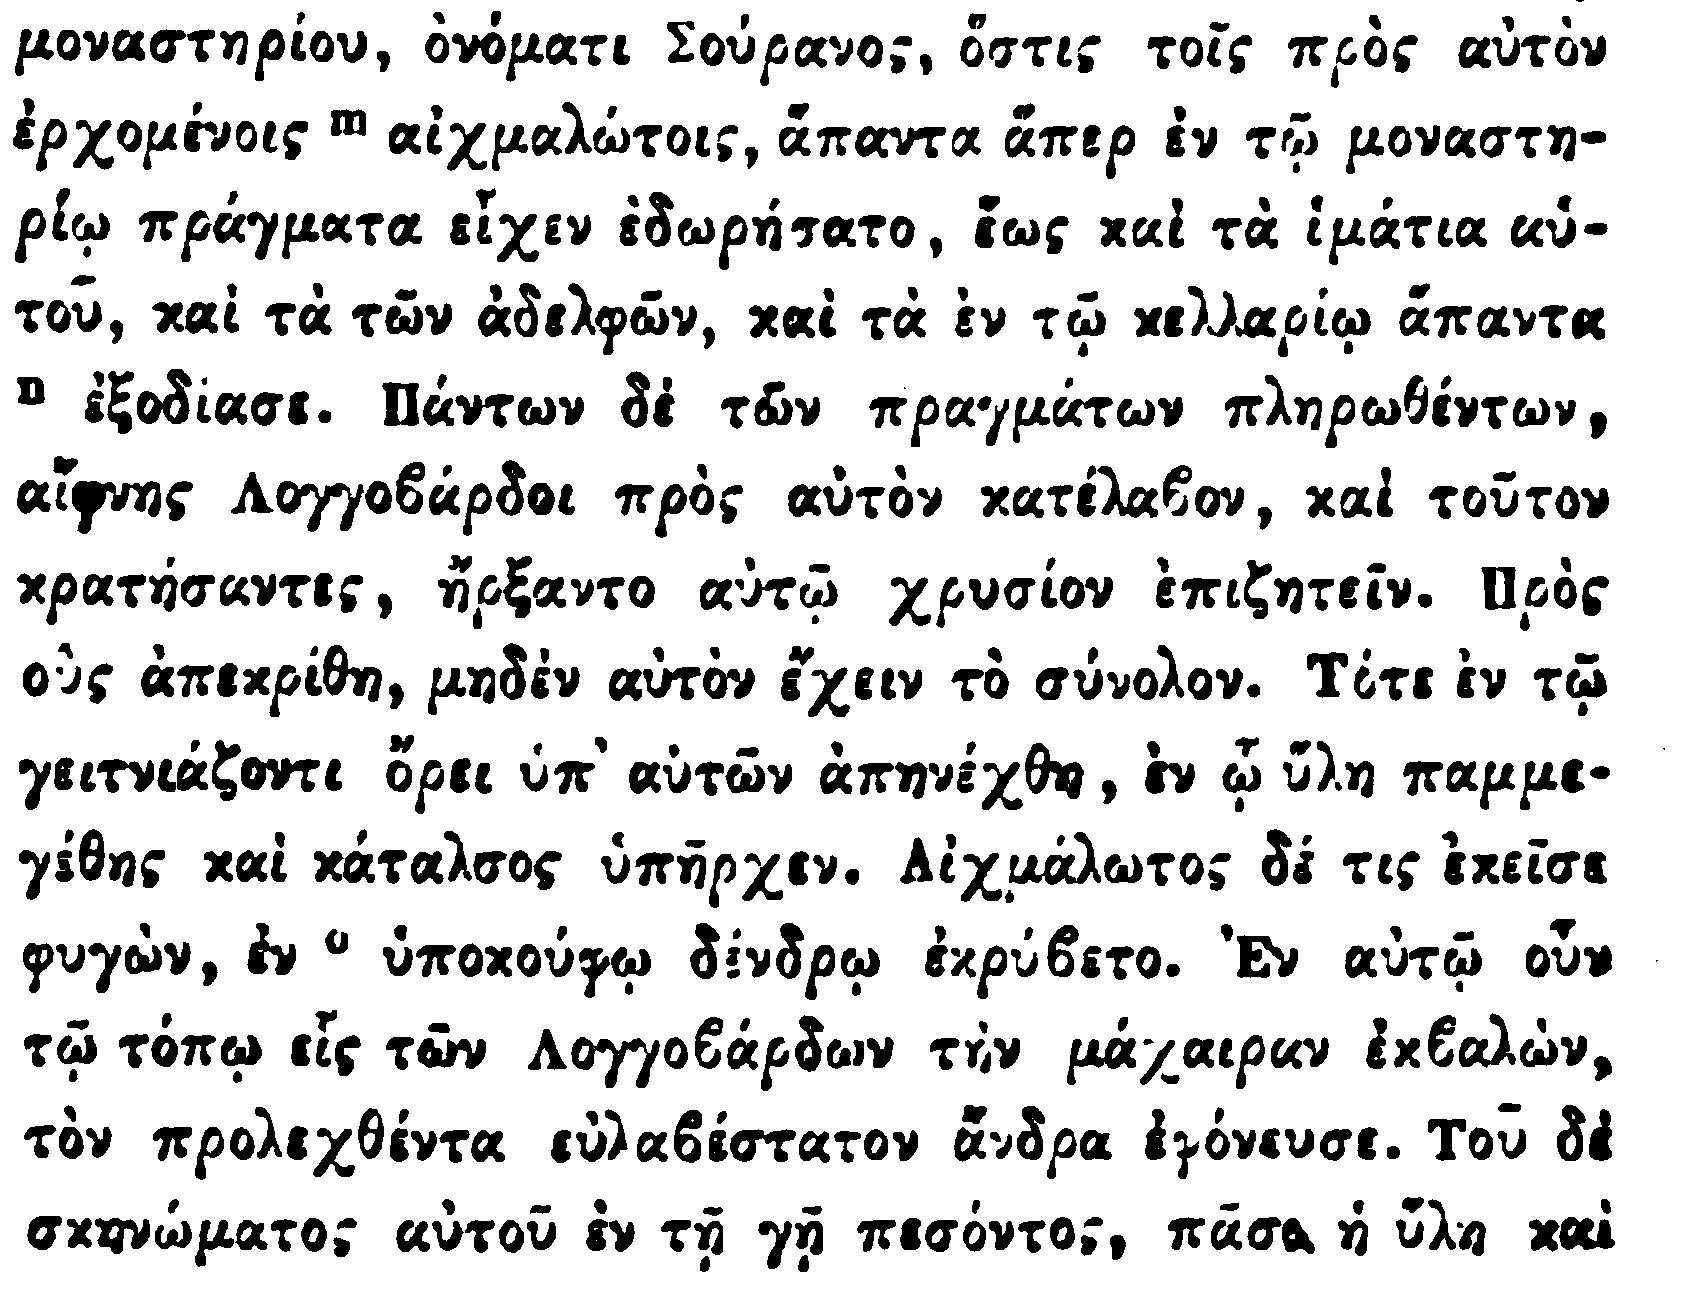 μοναστηρίου, ὀνόματι Σούρανος, ὅστις τοῖς πρὸς αὐτὸν
ἐρχομένοις m αἰχμαλώτοις, ἅπαντα ἅπερ ἐν τῷ μοναστη-
ρίῳ πράγματα εἶχεν ἐδωρήσατο, ἕως καὶ τὰ ἱμάτια αὐ-
τοῦ, καὶ τὰ τῶν ἀδελφῶν, καὶ τὰ ἐν τῷ κελλαρίῳ ἅπαντα
n ἐξοδίασε. Πάντων δὲ τῶν πραγμάτων πληρωθέντων,
αἴφνης Λογγοβάρδοι πρὸς αὐτὸν κατέλαβον, καὶ τοῦτον
κρατήσαντες, ἤρξαντο αὐτῷ χρυσίον ἐπιζητεῖν. Πρὸς
οὓς ἀπεκρίθη, μηδὲν αὐτὸν ἔχειν τὸ σύνολον. Τότε ἐν τῷ
γειτνιάζοντι ὄρει ὑπ' αὐτῶν ἀπηνέχθη, ἐν ᾧ ὕλη παμμε-
γέθης καὶ κάταλσος ὑπῆρχεν. Αἰχμάλωτος δέ τις ἐκεῖσε
φυγὼν, ἐν o ὑποκούφῳ δένδρῳ ἐκρύβετο. Ἐν αὐτῷ οὖν
τῷ τόπῳ εἷς τῶν Λογγοβάρδων τὴν μάχαιραν ἐκβαλὼν,
τὸν προλεχθέντα εὐλαβέστατον ἄνδρα ἐφόνευσε. Τοῦ δὲ
σκηνώματος αὐτοῦ ἐν τῇ γῇ πεσόντος, πᾶσα ἡ ὕλη καὶ